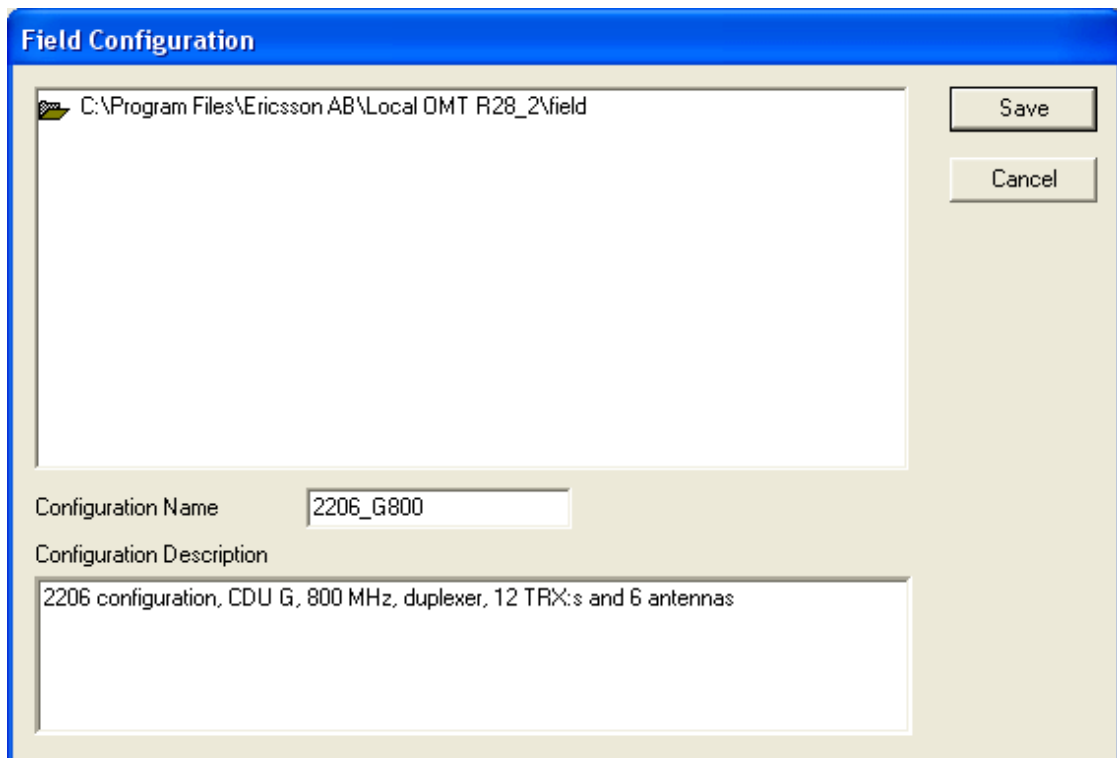 Field Configuration
C:\Program Files\Ericsson AB\Local OMT R28_2\field
Save
Cancel
Configuration Name
2206_G800
Configuration Description
2206 configuration, CDU G, 800 MHz, duplexer, 12 TRX:s and 6 antennas